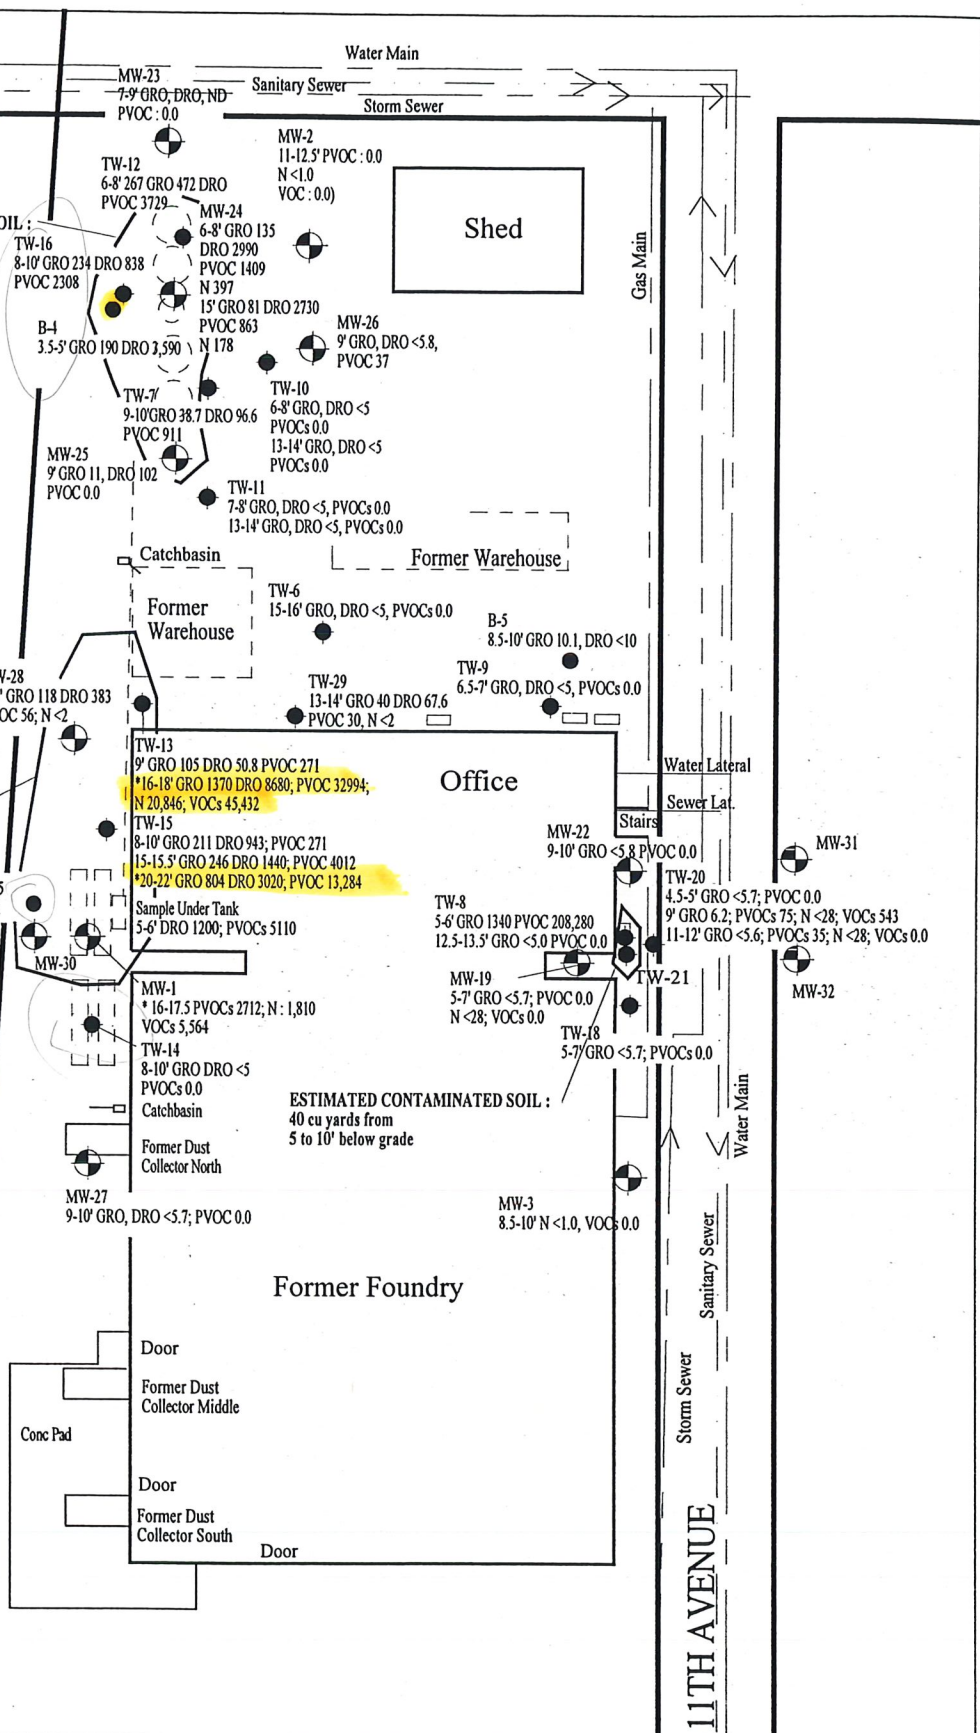 Water Main
Sanitary Sewer
Storm Sewer
MW-23
7-9' GRO, DRO, ND
PVOC : 0.0
MW-2
11-12.5' PVOC : 0.0
N <1.0
VOC : 0.0)
TW-12
6-8' 267 GRO 472 DRO
PVOC 3729
Shed
Gas Main
MW-24
6-8' GRO 135
DRO 2990
PVOC 1409
N 397
15' GRO 81 DRO 2730
PVOC 863
N 178
OIL :
TW-16
8-10' GRO 234 DRO 838
PVOC 2308
B-4
3.5-5' GRO 190 DRO 3,590
MW-26
9' GRO, DRO <5.8,
PVOC 37
TW-10
6-8' GRO, DRO <5
PVOCs 0.0
13-14' GRO, DRO <5
PVOCs 0.0
TW-7
9-10'GRO 38.7 DRO 96.6
PVOC 911
MW-25
9' GRO 11, DRO 102
PVOC 0.0
TW-11
7-8' GRO, DRO <5, PVOCs 0.0
13-14' GRO, DRO <5, PVOCs 0.0
Catchbasin
Former Warehouse
Former
Warehouse
TW-6
15-16' GRO, DRO <5, PVOCs 0.0
B-5
8.5-10' GRO 10.1, DRO <10
TW-9
6.5-7' GRO, DRO <5, PVOCs 0.0
W-28
' GRO 118 DRO 383
OC 56; N <2
TW-29
13-14' GRO 40 DRO 67.6
PVOC 30, N <2
TW-13
9' GRO 105 DRO 50.8 PVOC 271
*16-18' GRO 1370 DRO 8680; PVOC 32994;
N 20,846; VOCs 45,432
TW-15
8-10' GRO 211 DRO 943; PVOC 271
15-15.5' GRO 246 DRO 1440; PVOC 4012
*20-22' GRO 804 DRO 3020; PVOC 13,284
Office
Water Lateral
Sewer Lat.
Stairs
MW-22
9-10' GRO <5.8 PVOC 0.0
MW-31
TW-20
4.5-5' GRO <5.7; PVOC 0.0
9' GRO 6.2; PVOCs 75; N <28; VOCs 543
11-12' GRO <5.6; PVOCs 35; N <28; VOCs 0.0
TW-8
5-6' GRO 1340 PVOC 208,280
12.5-13.5' GRO <5.0 PVOC 0.0
5
Sample Under Tank
5-6' DRO 1200; PVOCs 5110
MW-30
MW-19
5-7' GRO <5.7; PVOC 0.0
N <28; VOCs 0.0
TW-21
MW-32
MW-1
* 16-17.5 PVOCs 2712; N : 1,810
VOCs 5,564
TW-18
5-7' GRO <5.7; PVOCs 0.0
TW-14
8-10' GRO DRO <5
PVOCs 0.0
ESTIMATED CONTAMINATED SOIL :
40 cu yards from
5 to 10' below grade
Catchbasin
Water Main
Former Dust
Collector North
MW-27
9-10' GRO, DRO <5.7; PVOC 0.0
MW-3
8.5-10' N <1.0, VOCs 0.0
Sanitary Sewer
Former Foundry
Door
Former Dust
Collector Middle
Storm Sewer
Conc Pad
Door
Former Dust
Collector South
Door
11TH AVENUE